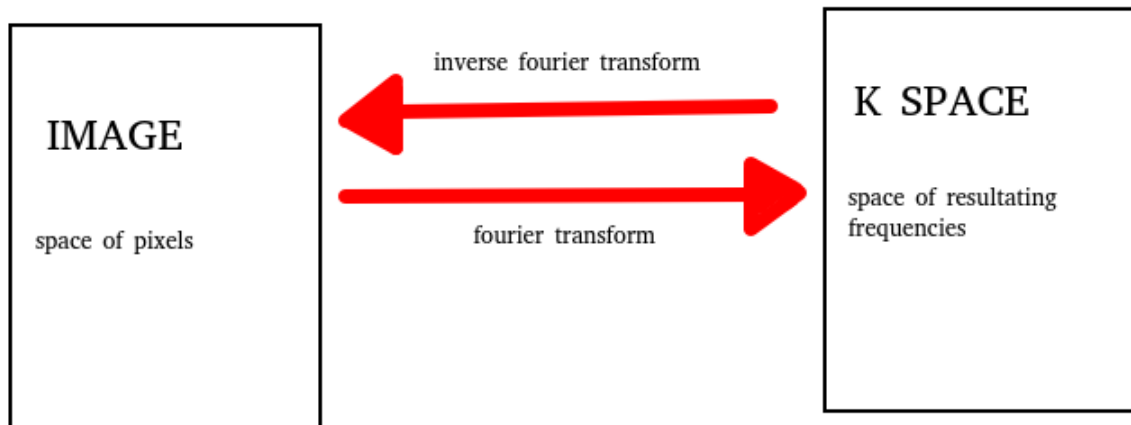 IMAGE
space of pixels
inverse fourier transform
fourier transform
K SPACE
space of resultating
frequencies